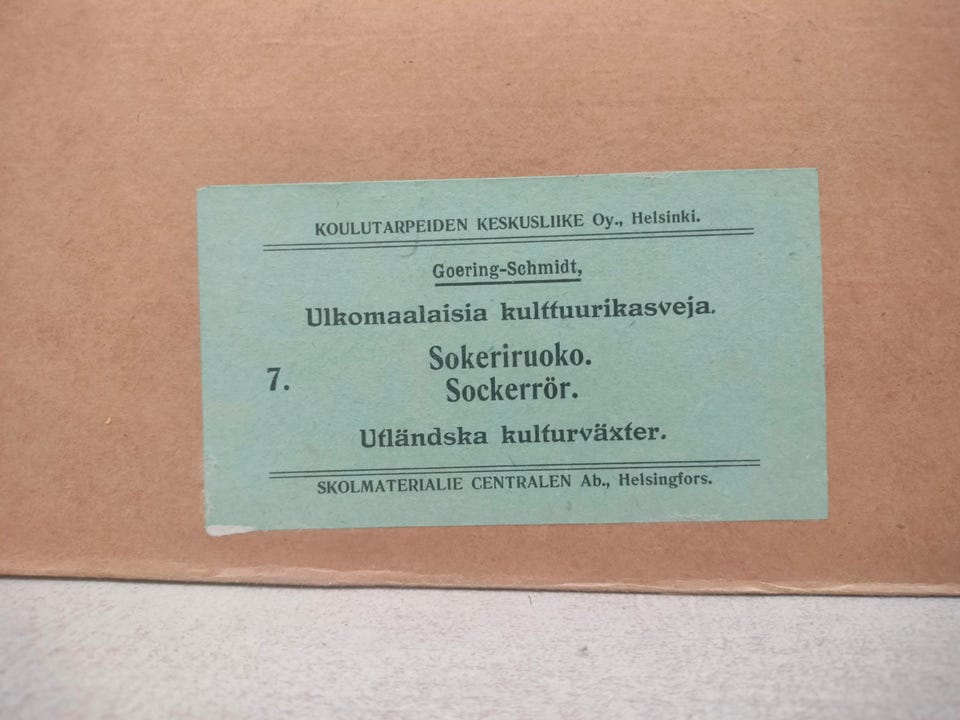 KOULUTARPEIDEN KESKUSLIIKE Oy., Helsinki.
Goering-Schmidt,
Ulkomaalaisia kulttuurikasveja.
7.
Sokeriruoko.
Sockerrör.
Utländska kulturväxter.
SKOLMATERIALIE CENTRALEN Ab., Helsingfors.